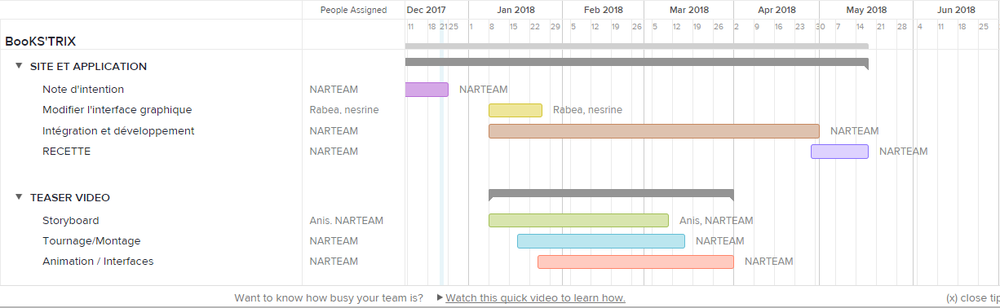 People Assigned Dec 2017 Jan 2018 Feb 2018 Mar 2018 Apr 2018 May 2018 Jun 2018
11 18 21 25 1 8 15 22 29 5 12 19 26 5 12 19 26 2 9 16 23 30 7 14 21 28 4 11 18 25
BooKS'TRIX
SITE ET APPLICATION
Note d'intention NARTEAM NARTEAM
Modifier l'interface graphique Rabea, nesrine Rabea, nesrine
Intégration et développement NARTEAM NARTEAM
RECETTE NARTEAM NARTEAM
TEASER VIDEO
Storyboard Anis. NARTEAM Anis, NARTEAM
Tournage/Montage NARTEAM NARTEAM
Animation / Interfaces NARTEAM NARTEAM
Want to know how busy your team is? Watch this quick video to learn how. (x) close tip